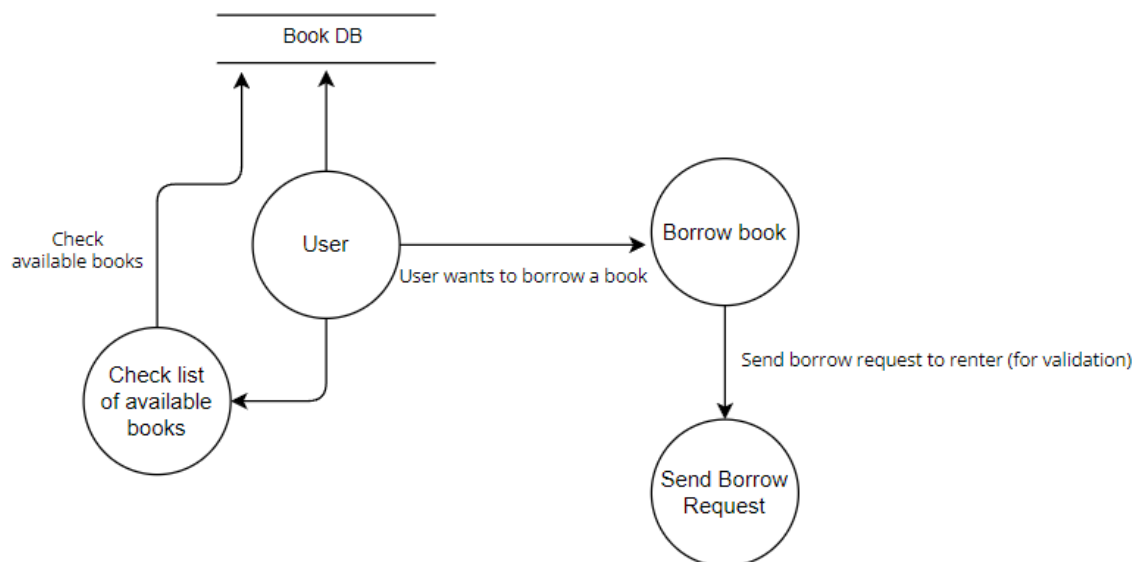 Book DB
User
Borrow book
Check
available books
User wants to borrow a book
Check list
of available
books
Send borrow request to renter (for validation)
Send Borrow
Request